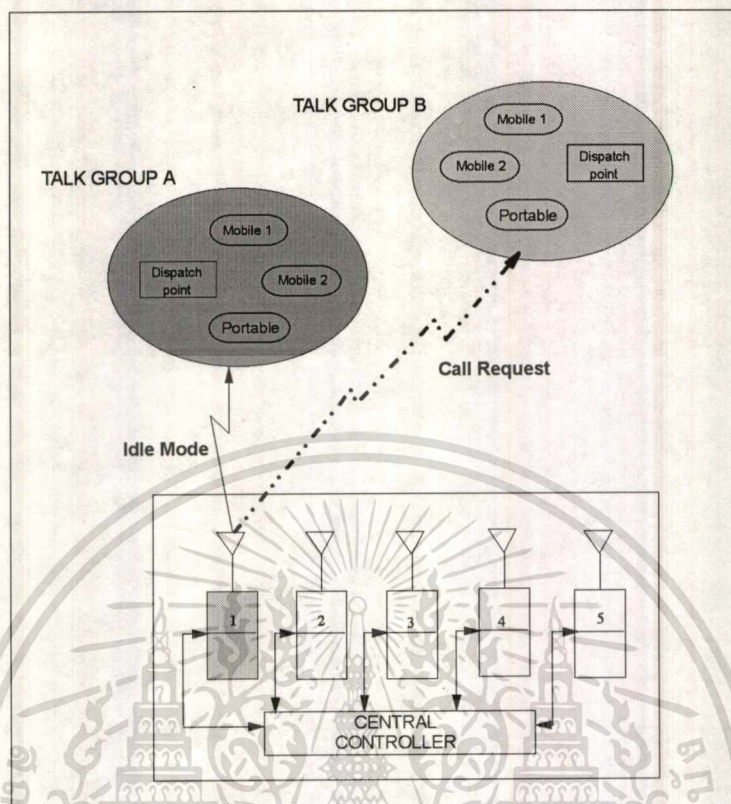 TALK GROUP B
Mobile 1
Mobile 2
Dispatch
point
Portable
TALK GROUP A
Mobile 1
Dispatch
point
Mobile 2
Portable
Call Request
Idle Mode
1 2 3 4 5
CENTRAL
CONTROLLER